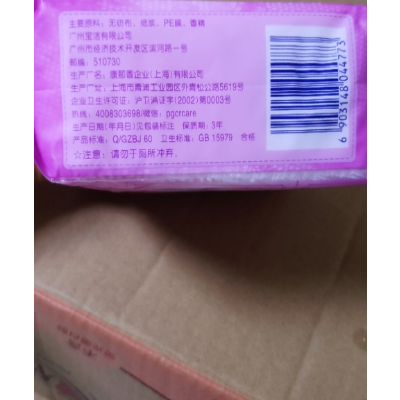 主要原料：无纺布、纸浆、PE膜、香精
广州宝洁有限公司
广州市经济技术开发区滨河路一号
邮编：510730
生产厂：康那香企业(上海)有限公司
生产厂址：上海市青浦工业园区外青松公路5619号
企业卫生许可证：沪卫消证字(2002)第0003号
热线：4008303698/微信：pgcrcare
生产日期(年月日)见包装标注 保质期：3年
产品标准：Q/GZBJ 60 卫生标准：GB 15979 合格
☆注意：请勿于厕所冲弃。
6 903148 044773